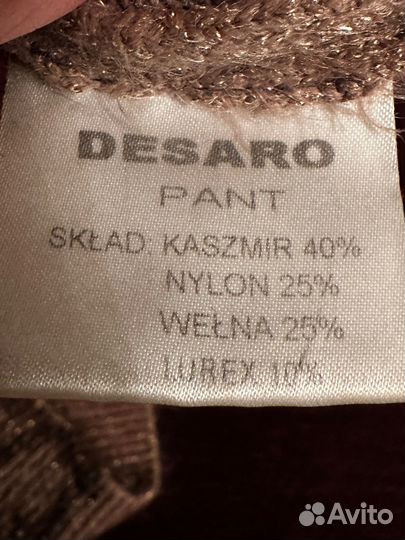 DESARO
PANT
SKŁAD: KASZMIR 40%
NYLON 25%
WEŁNA 25%
LUREX 10%
Avito